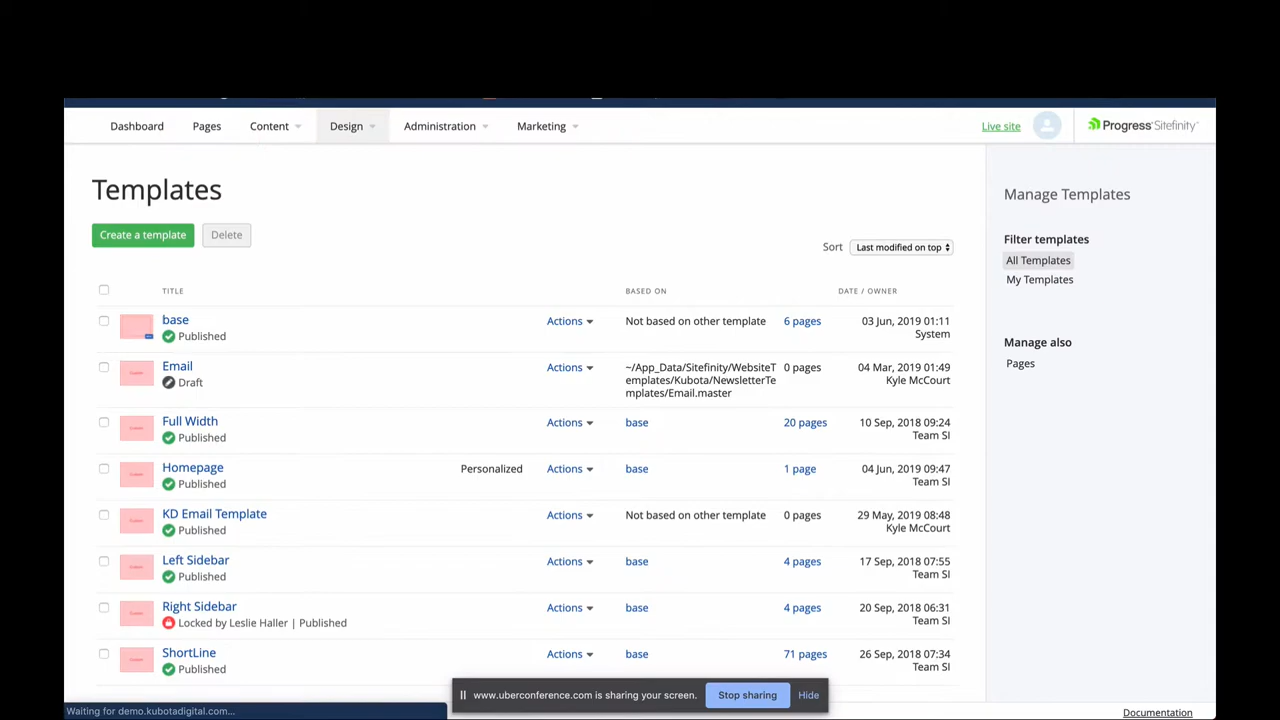 Dashboard Pages Content Design Administration Marketing Live site Progress Sitefinity
Templates
Create a template Delete
Sort Last modified on top
TITLE BASED ON DATE / OWNER
base Actions Not based on other template 6 pages 03 Jun, 2019 01:11
Published System
Email Actions ~/App_Data/Sitefinity/WebsiteT 0 pages 04 Mar, 2019 01:49
Draft emplates/Kubota/NewsletterTe Kyle McCourt
mplates/Email.master
Full Width Actions base 20 pages 10 Sep, 2018 09:24
Published Team SI
Homepage Personalized Actions base 1 page 04 Jun, 2019 09:47
Published Team SI
KD Email Template Actions Not based on other template 0 pages 29 May, 2019 08:48
Published Kyle McCourt
Left Sidebar Actions base 4 pages 17 Sep, 2018 07:55
Published Team SI
Right Sidebar Actions base 4 pages 20 Sep, 2018 06:31
Locked by Leslie Haller | Published Team SI
ShortLine Actions base 71 pages 26 Sep, 2018 07:34
Published Team SI
Manage Templates
Filter templates
All Templates
My Templates
Manage also
Pages
www.uberconference.com is sharing your screen. Stop sharing Hide
Waiting for demo.kubotadigital.com...
Documentation